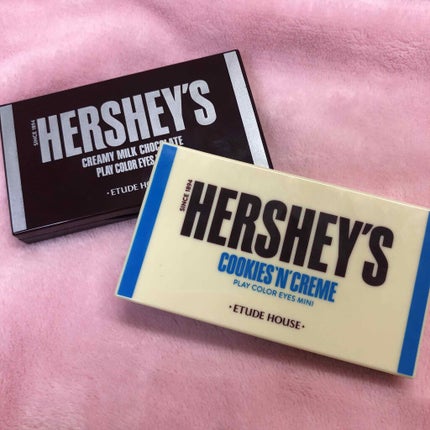 SINCE 1894
HERSHEY'S
CREAMY MILK CHOCOLATE
PLAY COLOR EYES
·ETUDE
SINCE 1894
HERSHEY'S
COOKIES'N'CREME
PLAY COLOR EYES MINI
·ETUDE HOUSE·